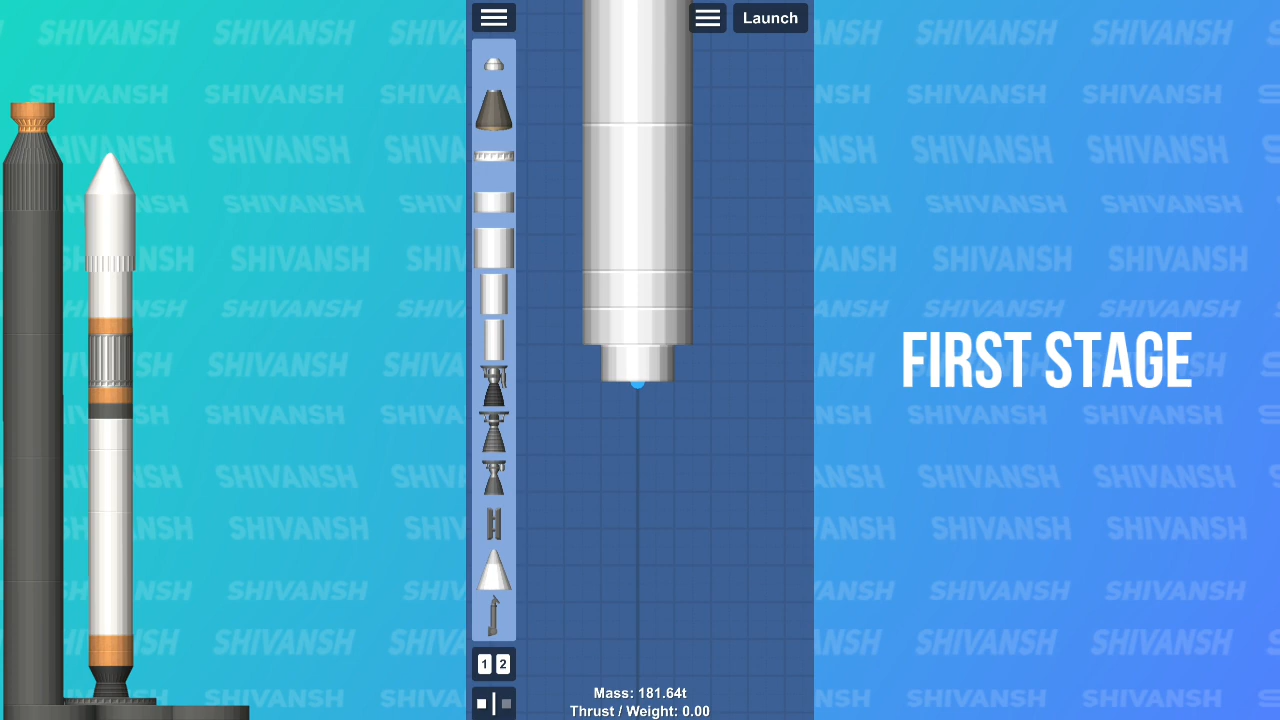 Launch
FIRST STAGE
1 2
Mass: 181.64t
Thrust / Weight: 0.00
SHIVANSH